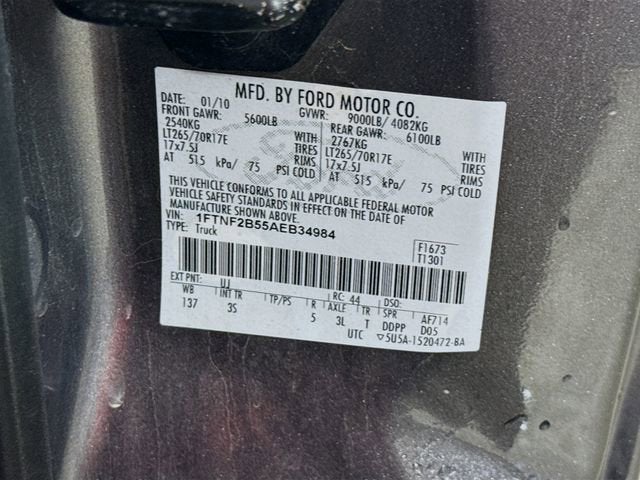 MFD. BY FORD MOTOR CO.
DATE: 01/10 GVWR: 9000LB/ 4082KG
FRONT GAWR: 5600LB REAR GAWR: 6100LB
2540KG WITH 2767KG WITH
LT265/70R17E TIRES LT265/70R17E TIRES
17x7.5J RIMS 17x7.5J RIMS
AT 515 kPa/ 75 PSI COLD AT 515 kPa/ 75 PSI COLD
THIS VEHICLE CONFORMS TO ALL APPLICABLE FEDERAL MOTOR
VEHICLE SAFETY STANDARDS IN EFFECT ON THE DATE OF
MANUFACTURE SHOWN ABOVE.
VIN: 1FTNF2B55AEB34984
TYPE: Truck
F1673
T1301
EXT PNT: UJ RC: 44 DSO:
WB INT TR TP/PS R AXLE TR SPR AF714
137 3S 5 3L T DDPP D05
UTC ▽5U5A-1520472-BA